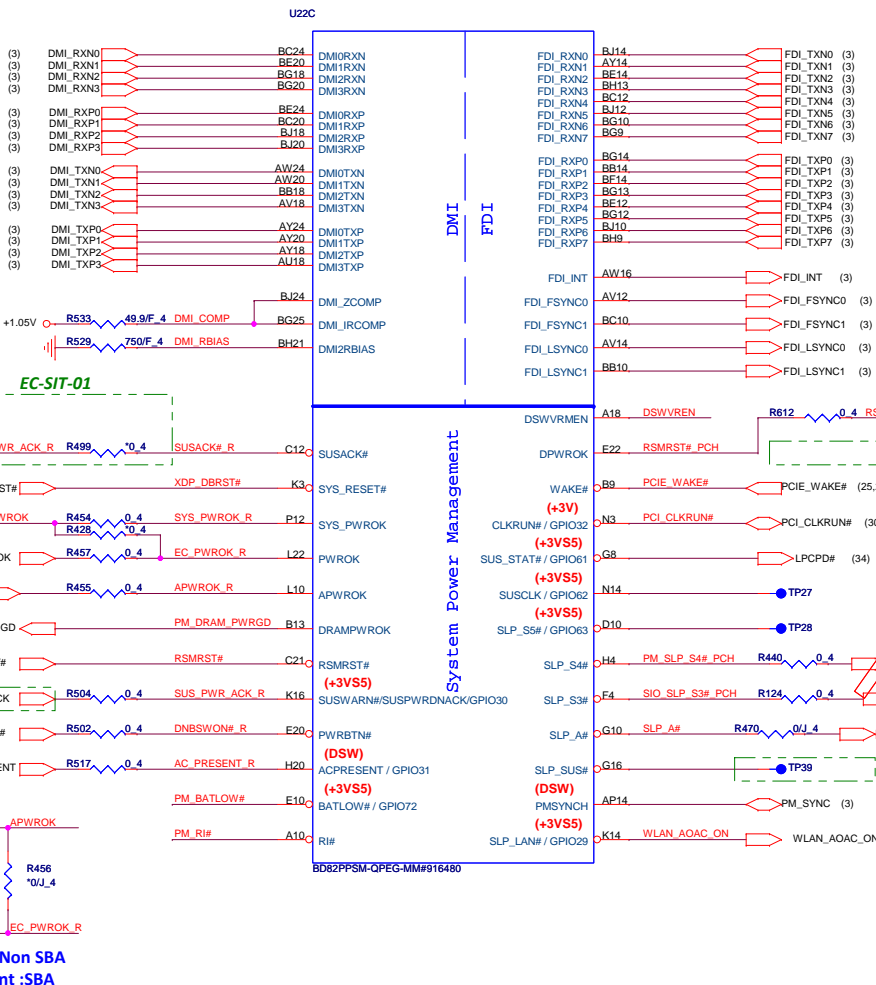 U22C
(3) DMI_RXN0 BC24 DMI0RXN FDI_RXN0 BJ14 FDI_TXN0 (3)
(3) DMI_RXN1 BE20 DMI1RXN FDI_RXN1 AY14 FDI_TXN1 (3)
(3) DMI_RXN2 BG18 DMI2RXN FDI_RXN2 BE14 FDI_TXN2 (3)
(3) DMI_RXN3 BG20 DMI3RXN FDI_RXN3 BH13 FDI_TXN3 (3)
FDI_RXN4 BC12 FDI_TXN4 (3)
(3) DMI_RXP0 BE24 DMI0RXP FDI_RXN5 BJ12 FDI_TXN5 (3)
(3) DMI_RXP1 BC20 DMI1RXP FDI_RXN6 BG10 FDI_TXN6 (3)
(3) DMI_RXP2 BJ18 DMI2RXP FDI_RXN7 BG9 FDI_TXN7 (3)
(3) DMI_RXP3 BJ20 DMI3RXP
FDI_RXP0 BG14 FDI_TXP0 (3)
(3) DMI_TXN0 AW24 DMI0TXN FDI_RXP1 BB14 FDI_TXP1 (3)
(3) DMI_TXN1 AW20 DMI1TXN FDI_RXP2 BF14 FDI_TXP2 (3)
(3) DMI_TXN2 BB18 DMI2TXN FDI_RXP3 BG13 FDI_TXP3 (3)
(3) DMI_TXN3 AV18 DMI3TXN FDI_RXP4 BE12 FDI_TXP4 (3)
FDI_RXP5 BG12 FDI_TXP5 (3)
(3) DMI_TXP0 AY24 DMI0TXP FDI_RXP6 BJ10 FDI_TXP6 (3)
(3) DMI_TXP1 AY20 DMI1TXP FDI_RXP7 BH9 FDI_TXP7 (3)
(3) DMI_TXP2 AY18 DMI2TXP
(3) DMI_TXP3 AU18 DMI3TXP
DMI
FDI
FDI_INT AW16 FDI_INT (3)
BJ24 DMI_ZCOMP FDI_FSYNC0 AV12 FDI_FSYNC0 (3)
+1.05V R533 49.9/F_4 DMI_COMP BG25 DMI_IRCOMP FDI_FSYNC1 BC10 FDI_FSYNC1 (3)
R529 750/F_4 DMI_RBIAS BH21 DMI2RBIAS FDI_LSYNC0 AV14 FDI_LSYNC0 (3)
FDI_LSYNC1 BB10 FDI_LSYNC1 (3)
EC-SIT-01
System Power Management
DSWVRMEN A18 DSWVREN R612 0_4 RS
WR_ACK_R R499 *0_4 SUSACK#_R C12 SUSACK# DPWROK E22 RSMRST#_PCH
ST# XDP_DBRST# K3 SYS_RESET# WAKE# B9 PCIE_WAKE# PCIE_WAKE# (25,
(+3V)
WROK R454 0_4 SYS_PWROK_R P12 SYS_PWROK CLKRUN# / GPIO32 N3 PCI_CLKRUN# PCI_CLKRUN# (30
R428 *0_4
(+3VS5)
OK R457 0_4 EC_PWROK_R L22 PWROK SUS_STAT# / GPIO61 G8 LPCPD# (34)
(+3VS5)
R455 0_4 APWROK_R L10 APWROK SUSCLK / GPIO62 N14 TP27
(+3VS5)
GD PM_DRAM_PWRGD B13 DRAMPWROK SLP_S5# / GPIO63 D10 TP28
# RSMRST# C21 RSMRST# SLP_S4# H4 PM_SLP_S4#_PCH R440 0_4
(+3VS5)
CK R504 0_4 SUS_PWR_ACK_R K16 SUSWARN#/SUSPWRDNACK/GPIO30 SLP_S3# F4 SIO_SLP_S3#_PCH R124 0_4
# R502 0_4 DNBSWON#_R E20 PWRBTN# SLP_A# G10 SLP_A# R470 0/J_4
(DSW)
ENT R517 0_4 AC_PRESENT_R H20 ACPRESENT / GPIO31 SLP_SUS# G16 TP39
(+3VS5) (DSW)
PM_BATLOW# E10 BATLOW# / GPIO72 PMSYNCH AP14 PM_SYNC (3)
(+3VS5)
PM_RI# A10 RI# SLP_LAN# / GPIO29 K14 WLAN_AOAC_ON WLAN_AOAC_ON
BD82PPSM-QPEG-MM#916480
APWROK
R456
*0/J_4
EC_PWROK_R
Non SBA
nt :SBA